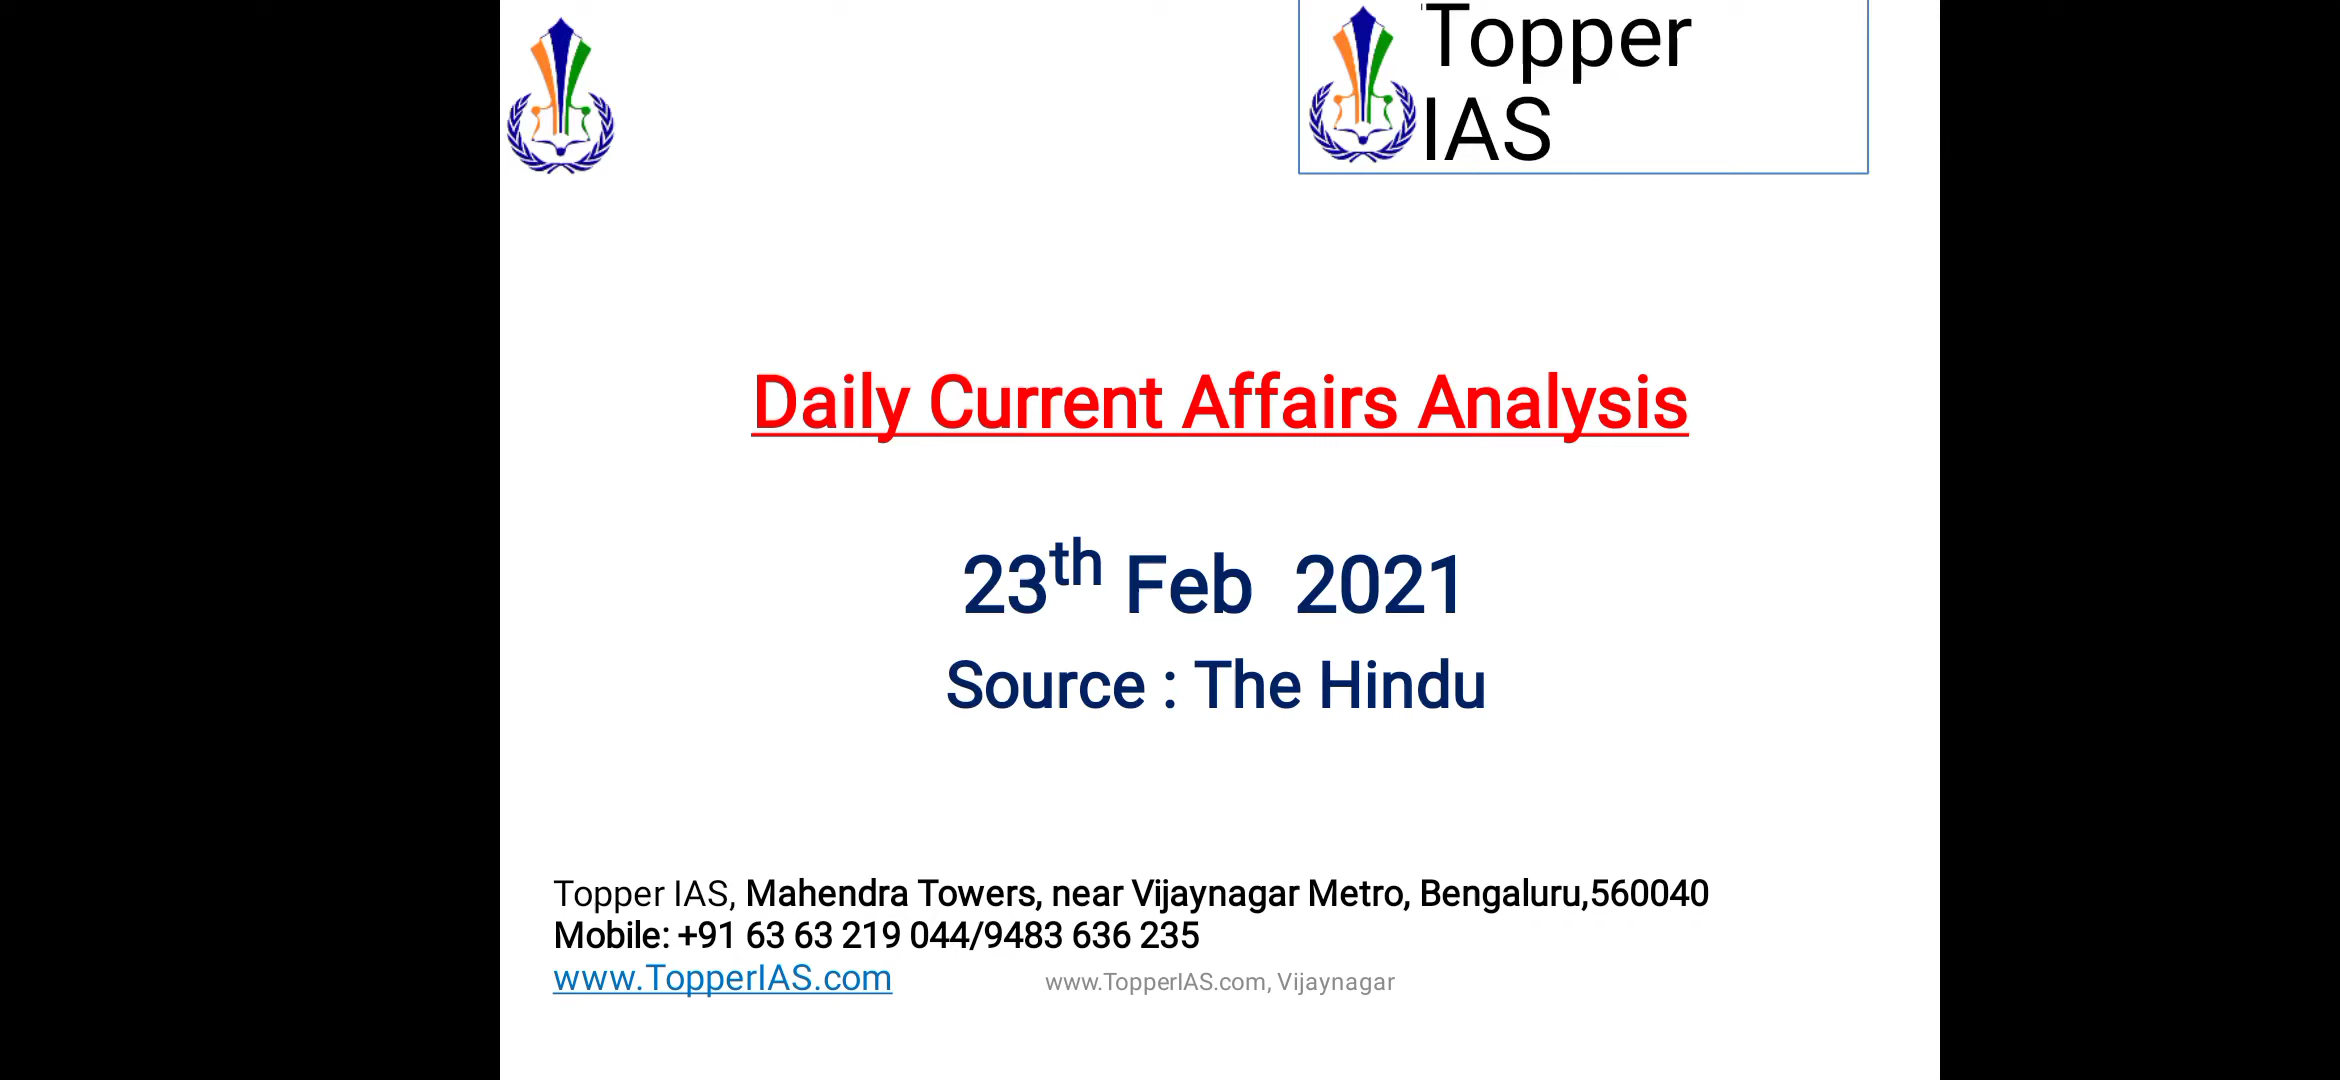 Topper
IAS
Daily Current Affairs Analysis
23th Feb 2021
Source : The Hindu
Topper IAS, Mahendra Towers, near Vijaynagar Metro, Bengaluru,560040
Mobile: +91 63 63 219 044/9483 636 235
www.TopperIAS.com
www.TopperIAS.com, Vijaynagar